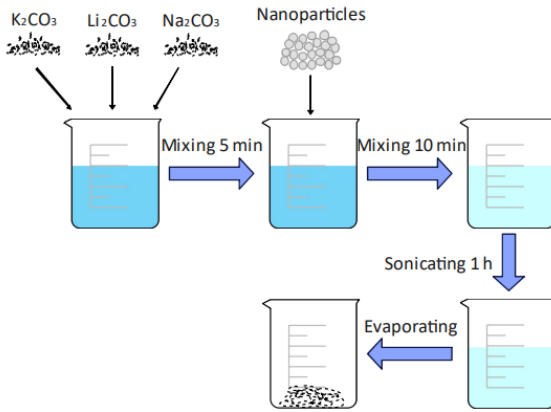 K₂CO₃
Li₂CO₃
Na₂CO₃
Nanoparticles
Mixing 5 min
Mixing 10 min
Sonicating 1 h
Evaporating